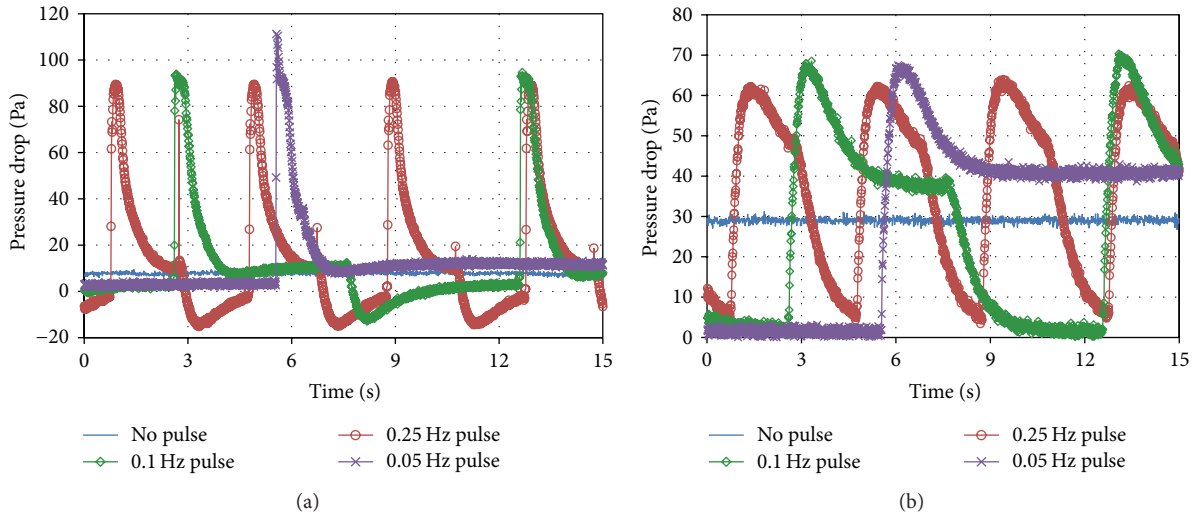 120
100
80
60
40
20
0
−20
Pressure drop (Pa)
0 3 6 9 12 15
Time (s)
No pulse
0.1 Hz pulse
0.25 Hz pulse
0.05 Hz pulse
(a)
80
70
60
50
40
30
20
10
0
Pressure drop (Pa)
0 3 6 9 12 15
Time (s)
No pulse
0.1 Hz pulse
0.25 Hz pulse
0.05 Hz pulse
(b)